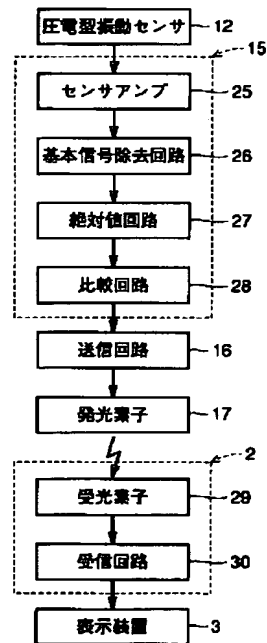 圧電型振動センサ 12
15
センサアンプ 25
基本信号除去回路 26
絶対値回路 27
比較回路 28
送信回路 16
発光素子 17
2
受光素子 29
受信回路 30
表示装置 3